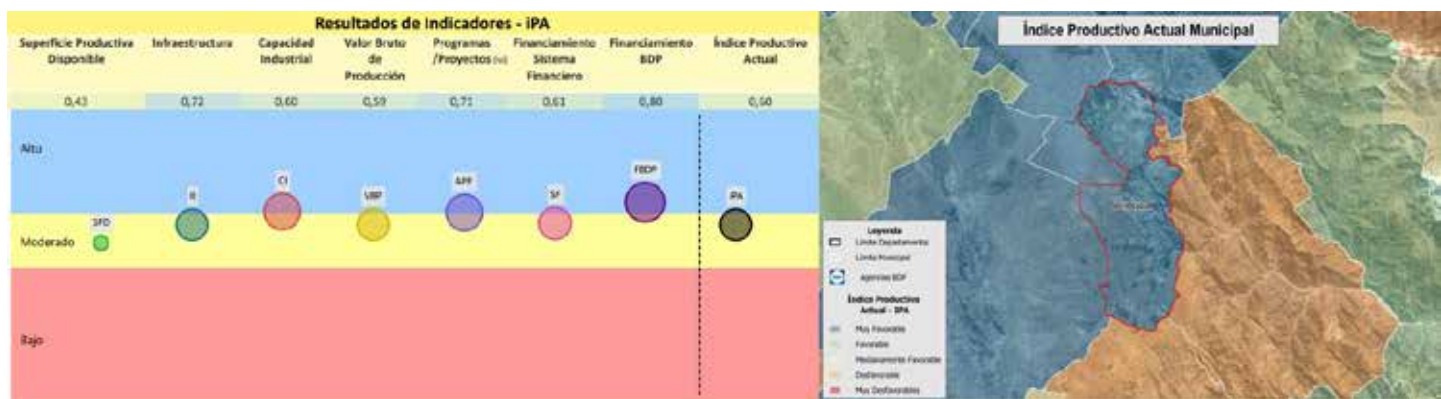 Resultados de Indicadores - iPA
Superficie Productiva Disponible
Infraestructura
Capacidad Industrial
Valor Bruto de Producción
Programas /Proyectos
Financiamiento Sistema Financiero
Financiamiento BDP
Índice Productivo Actual
0,43
0,72
0,60
0,59
0,71
0,61
0,80
0,60
Alto
Moderado
Bajo
SPD
II
CI
VBP
APP
SF
FBDP
IPA
Índice Productivo Actual Municipal
Leyenda
Límite Departamental
Límite Municipal
agencias BDP
Índice Productivo
Actual - IPA
Muy Favorable
Favorable
Medianamente Favorable
Desfavorable
Muy Desfavorables